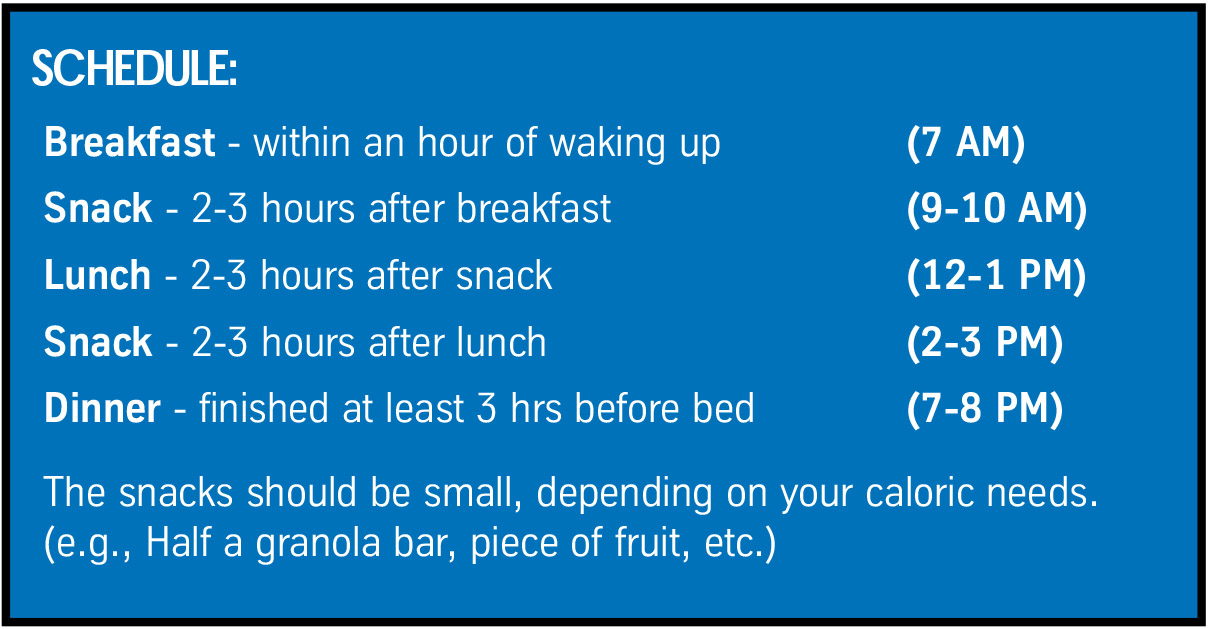 SCHEDULE:
Breakfast - within an hour of waking up (7 AM)
Snack - 2-3 hours after breakfast (9-10 AM)
Lunch - 2-3 hours after snack (12-1 PM)
Snack - 2-3 hours after lunch (2-3 PM)
Dinner - finished at least 3 hrs before bed (7-8 PM)
The snacks should be small, depending on your caloric needs.
(e.g., Half a granola bar, piece of fruit, etc.)